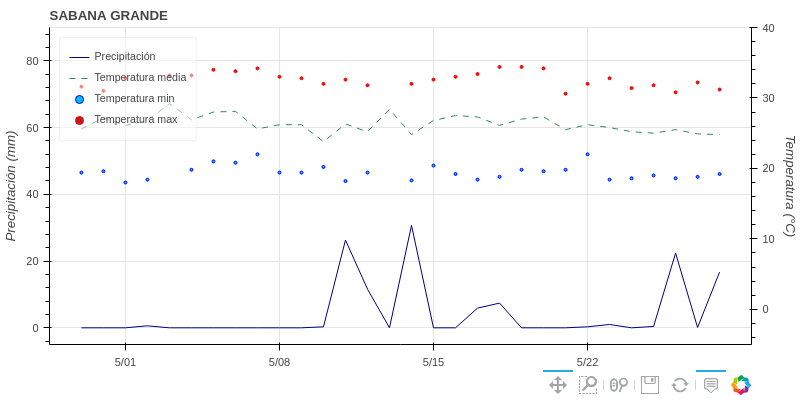 SABANA GRANDE
Precipitación
Temperatura media
Temperatura min
Temperatura max
Precipitación (mm)
80
60
40
20
0
Temperatura (°C)
40
30
20
10
0
5/01
5/08
5/15
5/22